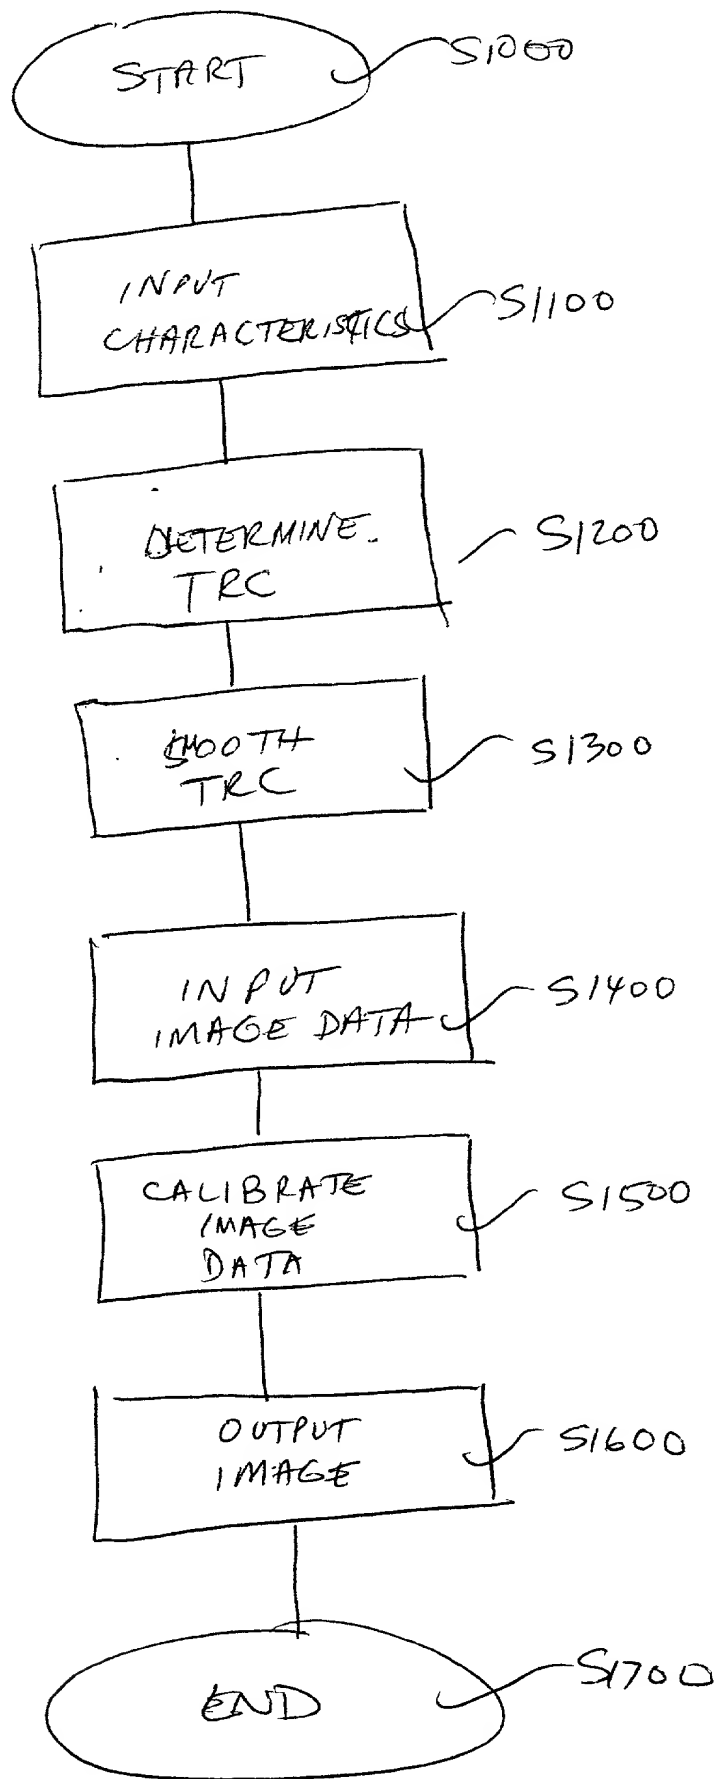 START
S1000
INPUT
CHARACTERISTICS
S1100
DETERMINE
TRC
S1200
SMOOTH
TRC
S1300
INPUT
IMAGE DATA
S1400
CALIBRATE
IMAGE
DATA
S1500
OUTPUT
IMAGE
S1600
END
S1700